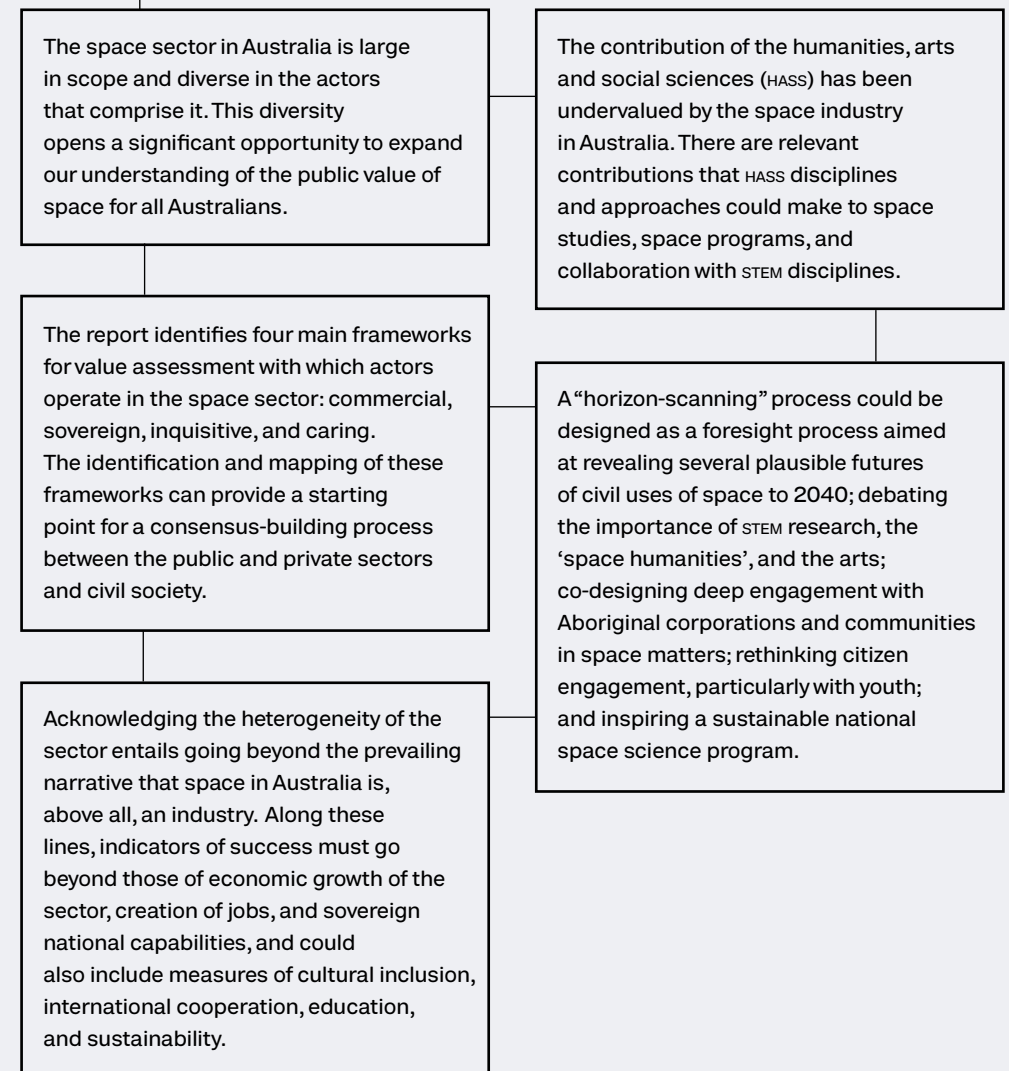 The space sector in Australia is large
in scope and diverse in the actors
that comprise it. This diversity
opens a significant opportunity to expand
our understanding of the public value of
space for all Australians.
The contribution of the humanities, arts
and social sciences (HASS) has been
undervalued by the space industry
in Australia. There are relevant
contributions that HASS disciplines
and approaches could make to space
studies, space programs, and
collaboration with STEM disciplines.
The report identifies four main frameworks
for value assessment with which actors
operate in the space sector: commercial,
sovereign, inquisitive, and caring.
The identification and mapping of these
frameworks can provide a starting
point for a consensus-building process
between the public and private sectors
and civil society.
A “horizon-scanning” process could be
designed as a foresight process aimed
at revealing several plausible futures
of civil uses of space to 2040; debating
the importance of STEM research, the
‘space humanities’, and the arts;
co-designing deep engagement with
Aboriginal corporations and communities
in space matters; rethinking citizen
engagement, particularly with youth;
and inspiring a sustainable national
space science program.
Acknowledging the heterogeneity of the
sector entails going beyond the prevailing
narrative that space in Australia is,
above all, an industry. Along these
lines, indicators of success must go
beyond those of economic growth of the
sector, creation of jobs, and sovereign
national capabilities, and could
also include measures of cultural inclusion,
international cooperation, education,
and sustainability.